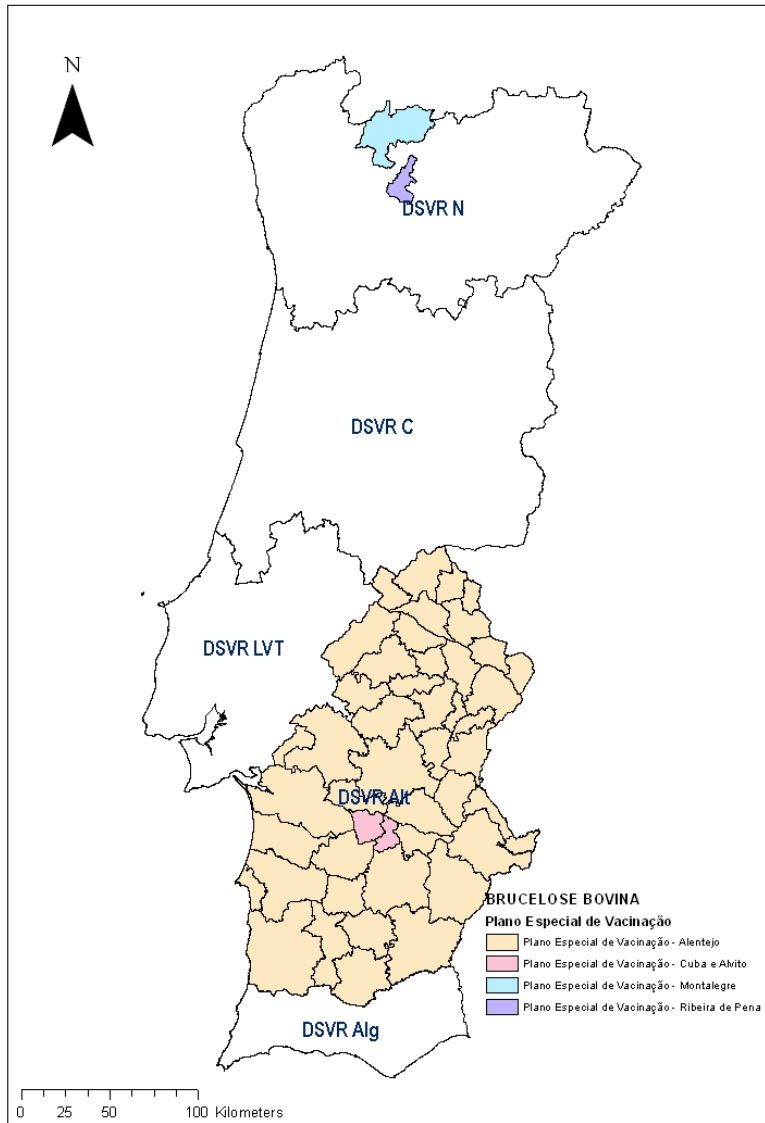 N
DSVR N
DSVR C
DSVR LVT
DSVR Alt
BRUCELOSE BOVINA
Plano Especial de Vacinação
Plano Especial de Vacinação - Alentejo
Plano Especial de Vacinação - Cuba e Alvito
Plano Especial de Vacinação - Montalegre
Plano Especial de Vacinação - Ribeira de Pena
DSVR Alg
0 25 50 100 Kilometers